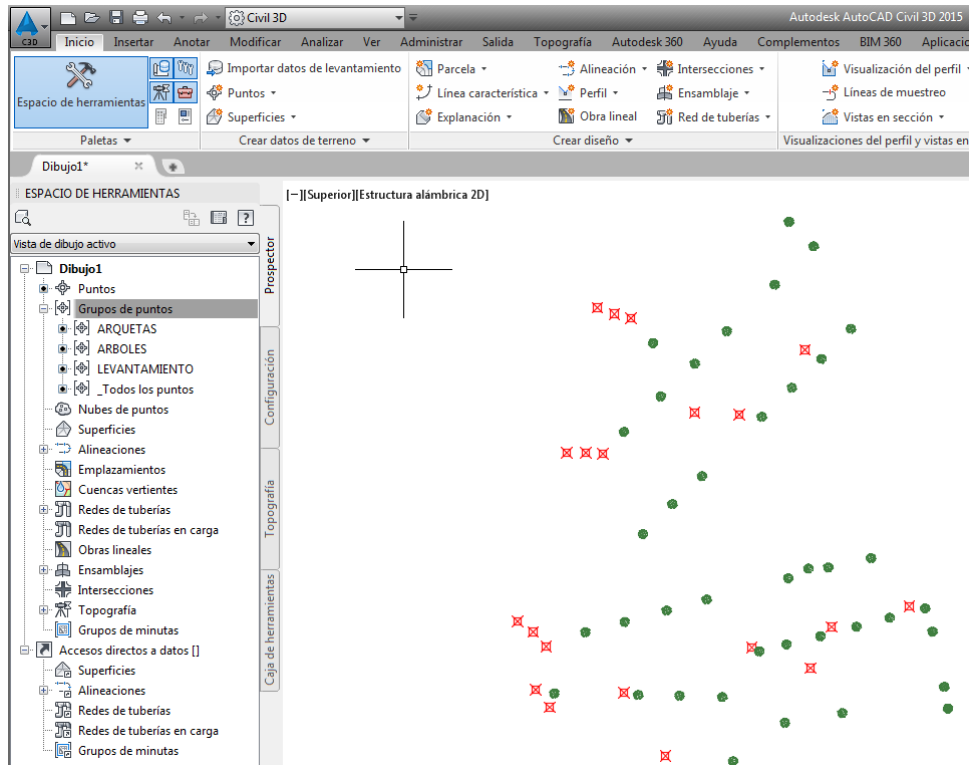 Civil 3D
Autodesk AutoCAD Civil 3D 2015
C3D
Inicio Insertar Anotar Modificar Analizar Ver Administrar Salida Topografía Autodesk 360 Ayuda Complementos BIM 360 Aplicacio
Espacio de herramientas
Importar datos de levantamiento
Puntos
Superficies
Parcela
Línea característica
Explanación
Alineación
Perfil
Obra lineal
Intersecciones
Ensamblaje
Red de tuberías
Visualización del perfil
Líneas de muestreo
Vistas en sección
Paletas
Crear datos de terreno
Crear diseño
Visualizaciones del perfil y vistas en
Dibujo1*
ESPACIO DE HERRAMIENTAS
[−][Superior][Estructura alámbrica 2D]
Vista de dibujo activo
Dibujo1
Puntos
Grupos de puntos
ARQUETAS
ARBOLES
LEVANTAMIENTO
_Todos los puntos
Nubes de puntos
Superficies
Alineaciones
Emplazamientos
Cuencas vertientes
Redes de tuberías
Redes de tuberías en carga
Obras lineales
Ensamblajes
Intersecciones
Topografía
Grupos de minutas
Accesos directos a datos []
Superficies
Alineaciones
Redes de tuberías
Redes de tuberías en carga
Grupos de minutas
Prospector
Configuración
Topografía
Caja de herramientas